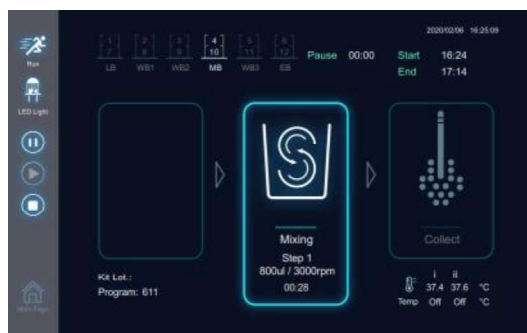 2020/02/06 16:25:09
1 2 3 4 5 6
7 8 9 10 11 12
LB WB1 WB2 MB WB3 EB
Pause 00:00
Start 16:24
End 17:14
Run
LED Light
Main Page
Mixing
Step 1
800ul / 3000rpm
00:28
Collect
Kit Lot.:
Program: 611
i ii
37.4 37.6 °C
Temp Off Off °C